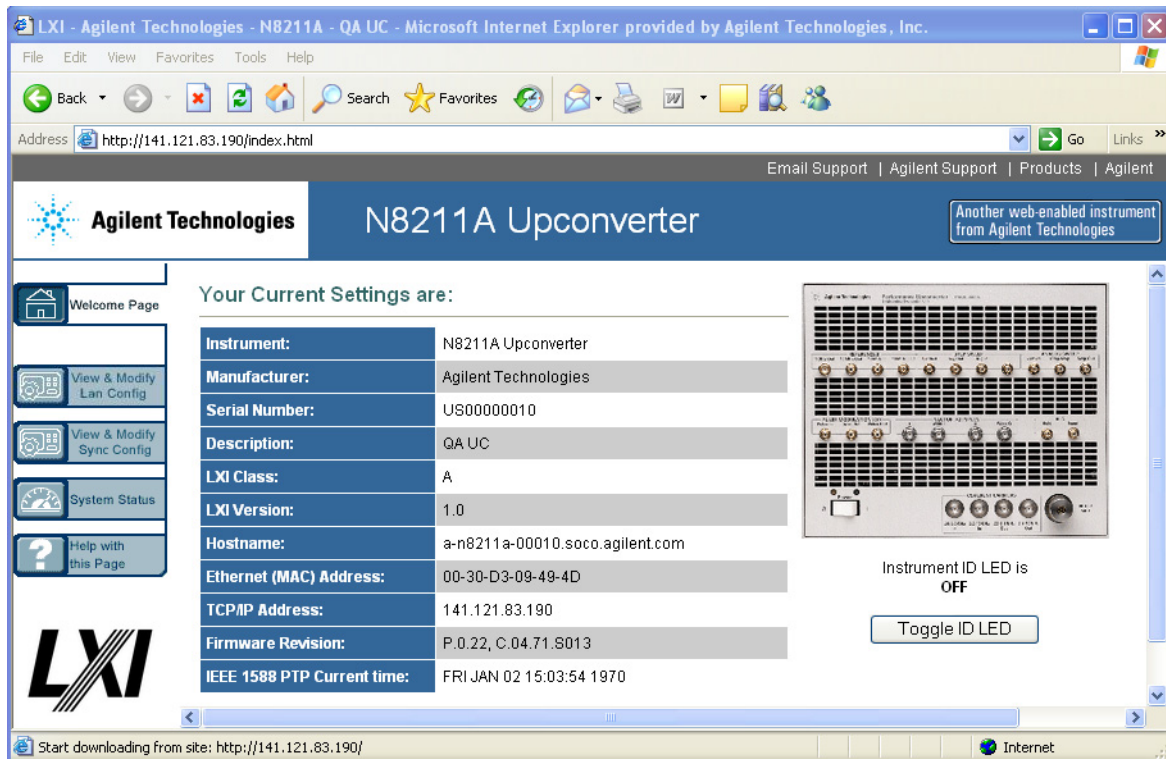 LXI - Agilent Technologies - N8211A - QA UC - Microsoft Internet Explorer provided by Agilent Technologies, Inc.
File Edit View Favorites Tools Help
Back Search Favorites
Address http://141.121.83.190/index.html Go Links »
Email Support | Agilent Support | Products | Agilent
Agilent Technologies
N8211A Upconverter
Another web-enabled instrument
from Agilent Technologies
Welcome Page
View & Modify
Lan Config
View & Modify
Sync Config
System Status
Help with
this Page
LXI
Your Current Settings are:
Instrument: N8211A Upconverter
Manufacturer: Agilent Technologies
Serial Number: US00000010
Description: QA UC
LXI Class: A
LXI Version: 1.0
Hostname: a-n8211a-00010.soco.agilent.com
Ethernet (MAC) Address: 00-30-D3-09-49-4D
TCP/IP Address: 141.121.83.190
Firmware Revision: P.0.22, C.04.71.S013
IEEE 1588 PTP Current time: FRI JAN 02 15:03:54 1970
Agilent Technologies
Instrument ID LED is
OFF
Toggle ID LED
Start downloading from site: http://141.121.83.190/
Internet